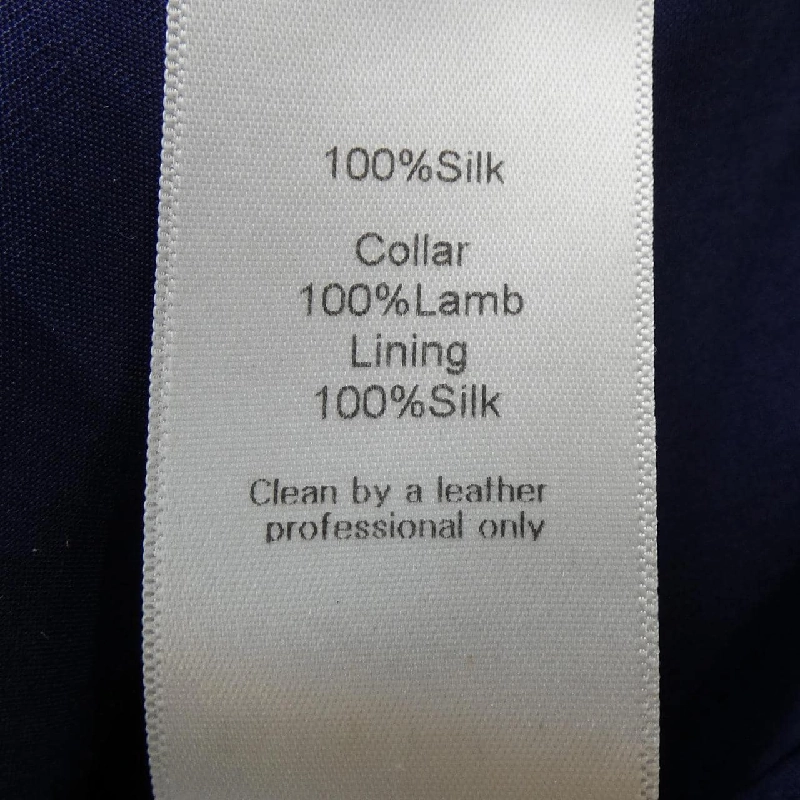 100%Silk
Collar
100%Lamb
Lining
100%Silk
Clean by a leather
professional only